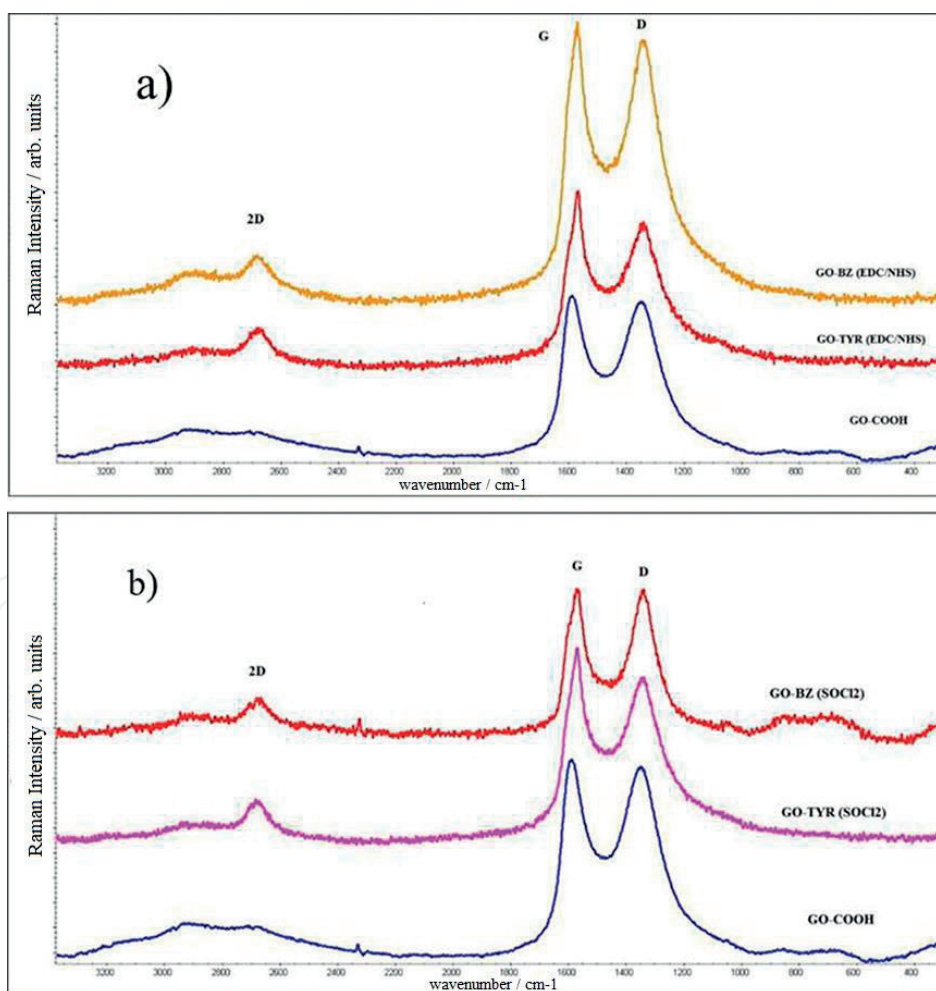 a)
G
D
2D
Raman Intensity / arb. units
GO-BZ (EDC/NHS)
GO-TYR (EDC/NHS)
GO-COOH
3200 3000 2800 2600 2400 2200 2000 1800 1600 1400 1200 1000 800 600 400
wavenumber / cm-1
b)
G
D
2D
Raman Intensity / arb. units
GO-BZ (SOCl2)
GO-TYR (SOCl2)
GO-COOH
3200 3000 2800 2600 2400 2200 2000 1800 1600 1400 1200 1000 800 600 400
wavenumber / cm-1